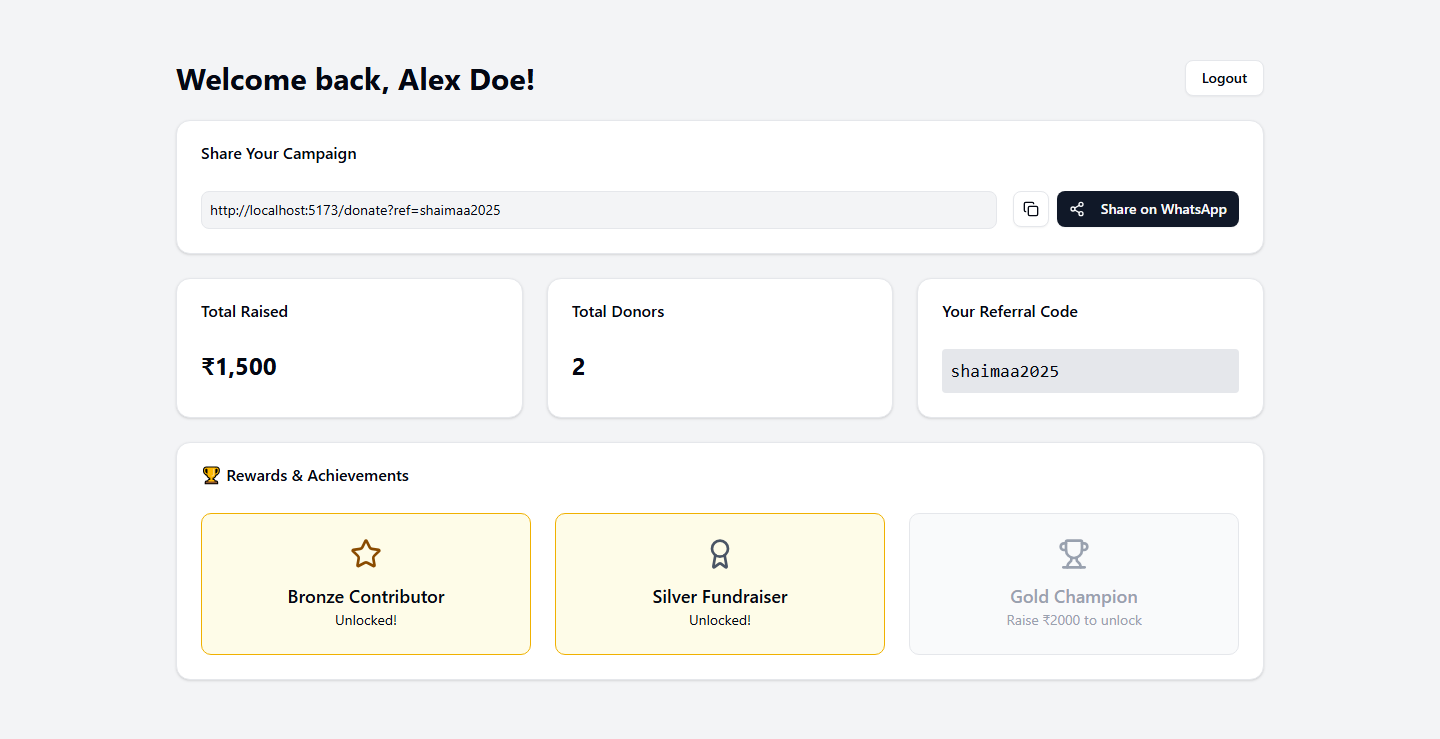 Welcome back, Alex Doe!
Logout
Share Your Campaign
http://localhost:5173/donate?ref=shaimaa2025
Share on WhatsApp
Total Raised
₹1,500
Total Donors
2
Your Referral Code
shaimaa2025
🏆 Rewards & Achievements
Bronze Contributor
Unlocked!
Silver Fundraiser
Unlocked!
Gold Champion
Raise ₹2000 to unlock